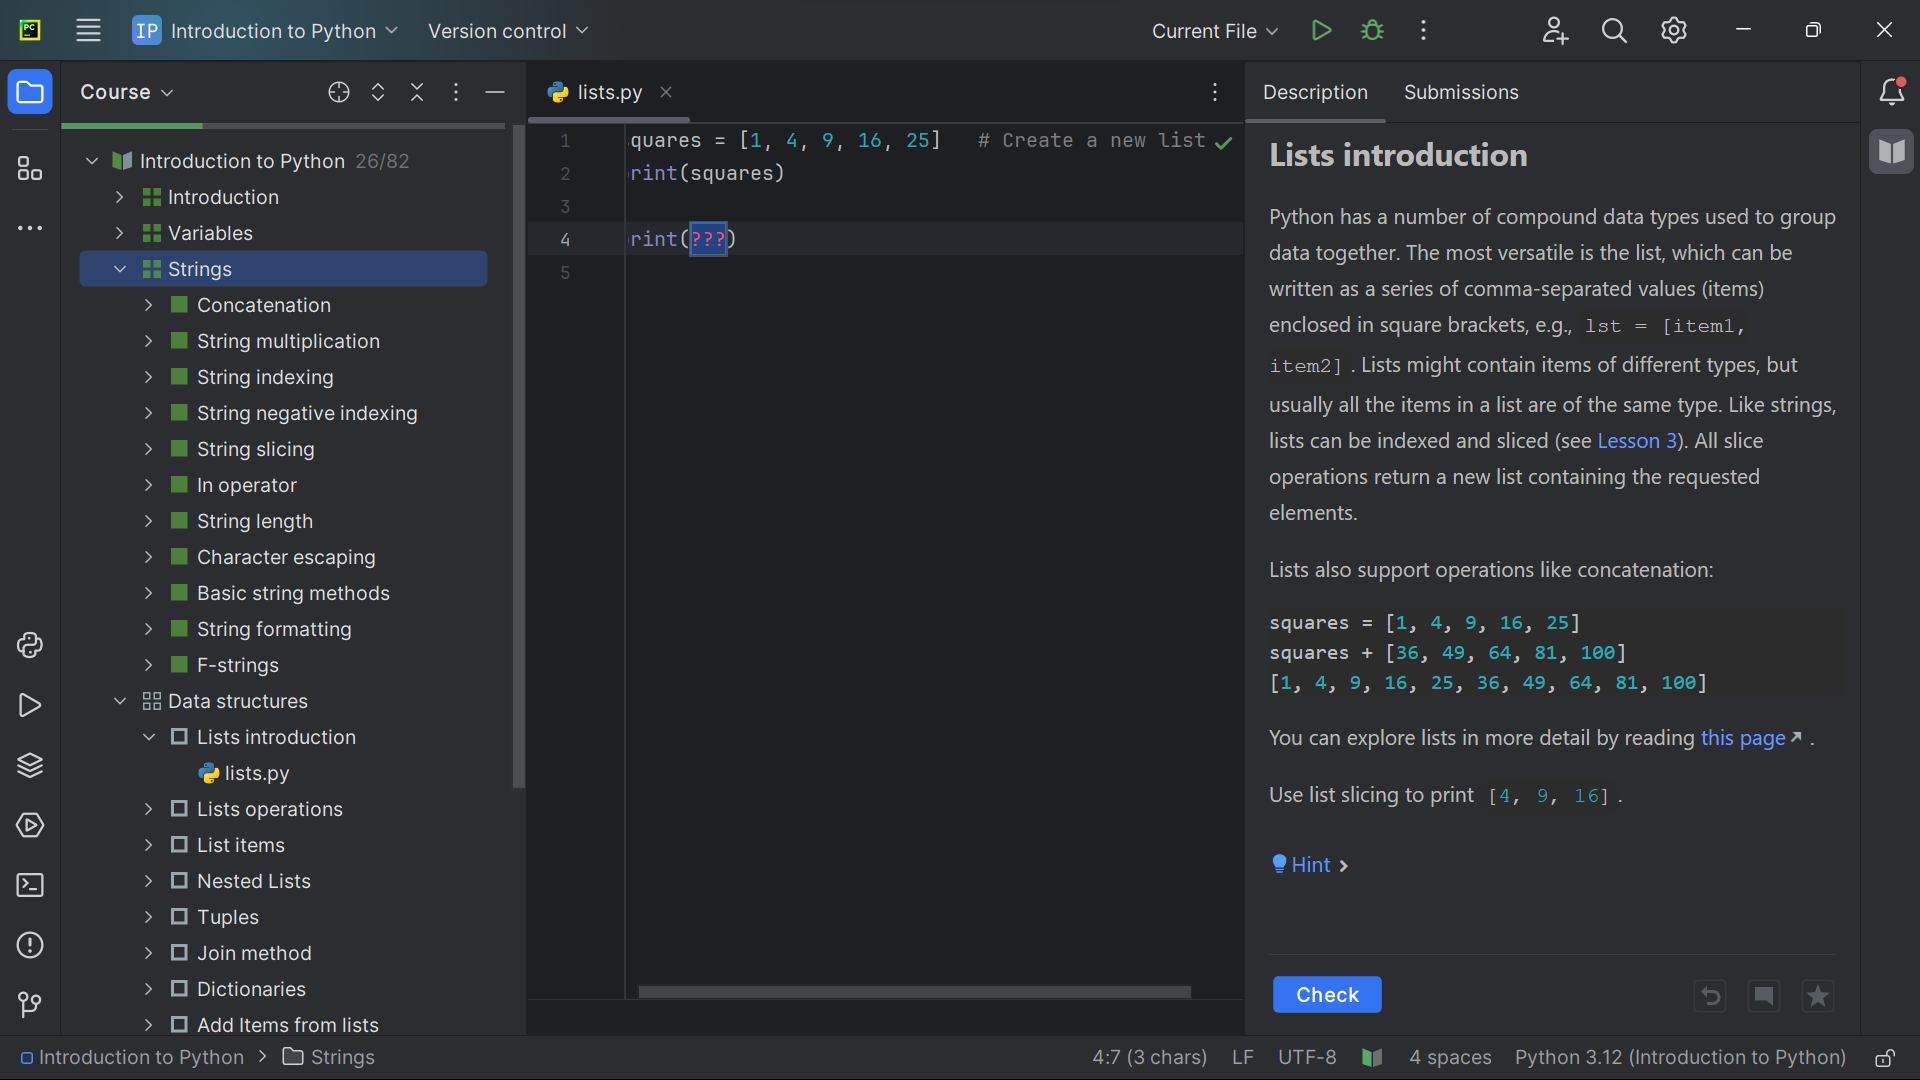 PC
IP Introduction to Python
Version control
Current File
Course
lists.py
Description
Submissions
Introduction to Python 26/82
Introduction
Variables
Strings
Concatenation
String multiplication
String indexing
String negative indexing
String slicing
In operator
String length
Character escaping
Basic string methods
String formatting
F-strings
Data structures
Lists introduction
lists.py
Lists operations
List items
Nested Lists
Tuples
Join method
Dictionaries
Add Items from lists
1 quares = [1, 4, 9, 16, 25]   # Create a new list
2 rint(squares)
3
4 rint(???)
5
Lists introduction
Python has a number of compound data types used to group
data together. The most versatile is the list, which can be
written as a series of comma-separated values (items)
enclosed in square brackets, e.g., lst = [item1,
item2] . Lists might contain items of different types, but
usually all the items in a list are of the same type. Like strings,
lists can be indexed and sliced (see Lesson 3). All slice
operations return a new list containing the requested
elements.
Lists also support operations like concatenation:
squares = [1, 4, 9, 16, 25]
squares + [36, 49, 64, 81, 100]
[1, 4, 9, 16, 25, 36, 49, 64, 81, 100]
You can explore lists in more detail by reading this page .
Use list slicing to print [4, 9, 16] .
Hint
Check
Introduction to Python > Strings
4:7 (3 chars)
LF
UTF-8
4 spaces
Python 3.12 (Introduction to Python)